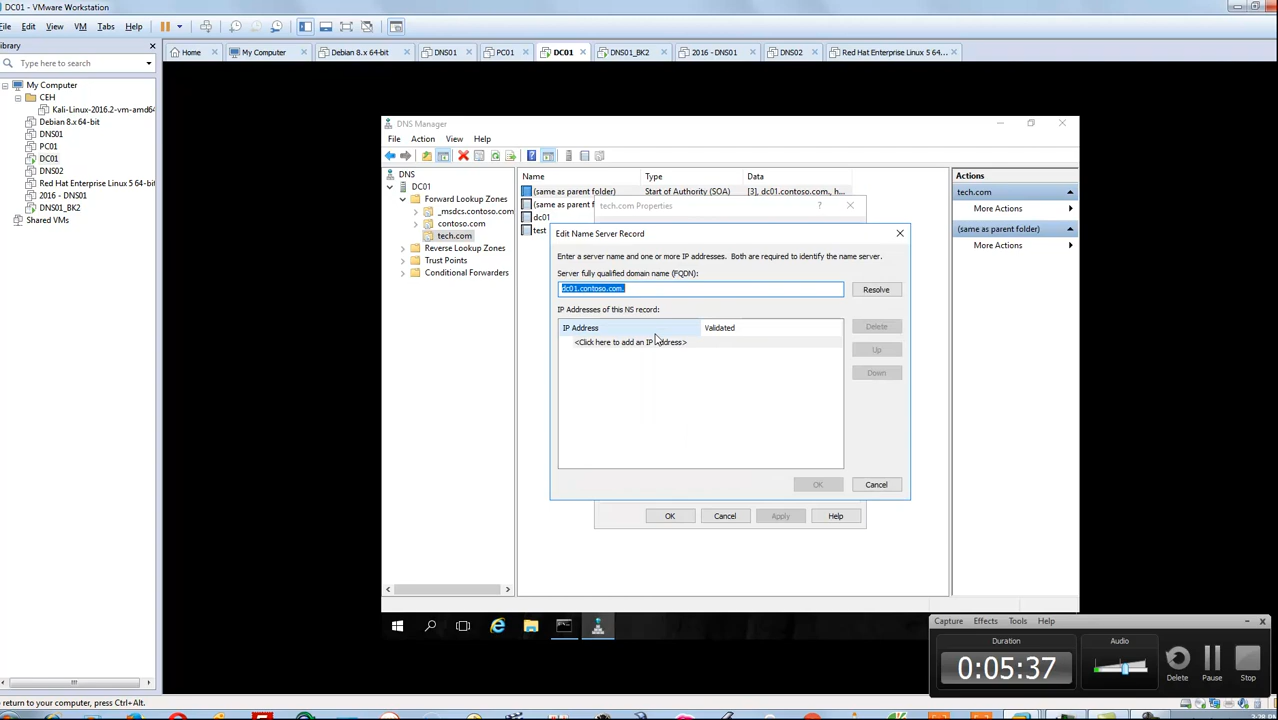 DC01 - VMware Workstation
File Edit View VM Tabs Help
Library
Type here to search
Home My Computer Debian 8.x 64-bit DNS01 PC01 DC01 DNS01_BK2 2016 - DNS01 DNS02 Red Hat Enterprise Linux 5 64...
My Computer
CEH
Kali-Linux-2016.2-vm-amd64
Debian 8.x 64-bit
DNS01
PC01
DC01
DNS02
Red Hat Enterprise Linux 5 64-bit
2016 - DNS01
DNS01_BK2
Shared VMs
DNS Manager
File Action View Help
DNS
DC01
Forward Lookup Zones
_msdcs.contoso.com
contoso.com
tech.com
Reverse Lookup Zones
Trust Points
Conditional Forwarders
Name Type Data
(same as parent folder) Start of Authority (SOA) [3], dc01.contoso.com., h...
(same as parent f
dc01
test
tech.com Properties ?
Edit Name Server Record
Enter a server name and one or more IP addresses. Both are required to identify the name server.
Server fully qualified domain name (FQDN):
dc01.contoso.com. Resolve
IP Addresses of this NS record:
IP Address Validated
<Click here to add an IP Address>
Delete
Up
Down
OK Cancel
OK Cancel Apply Help
Actions
tech.com
More Actions
(same as parent folder)
More Actions
Capture Effects Tools Help
Duration Audio
0:05:37
Delete Pause Stop
return to your computer, press Ctrl+Alt.